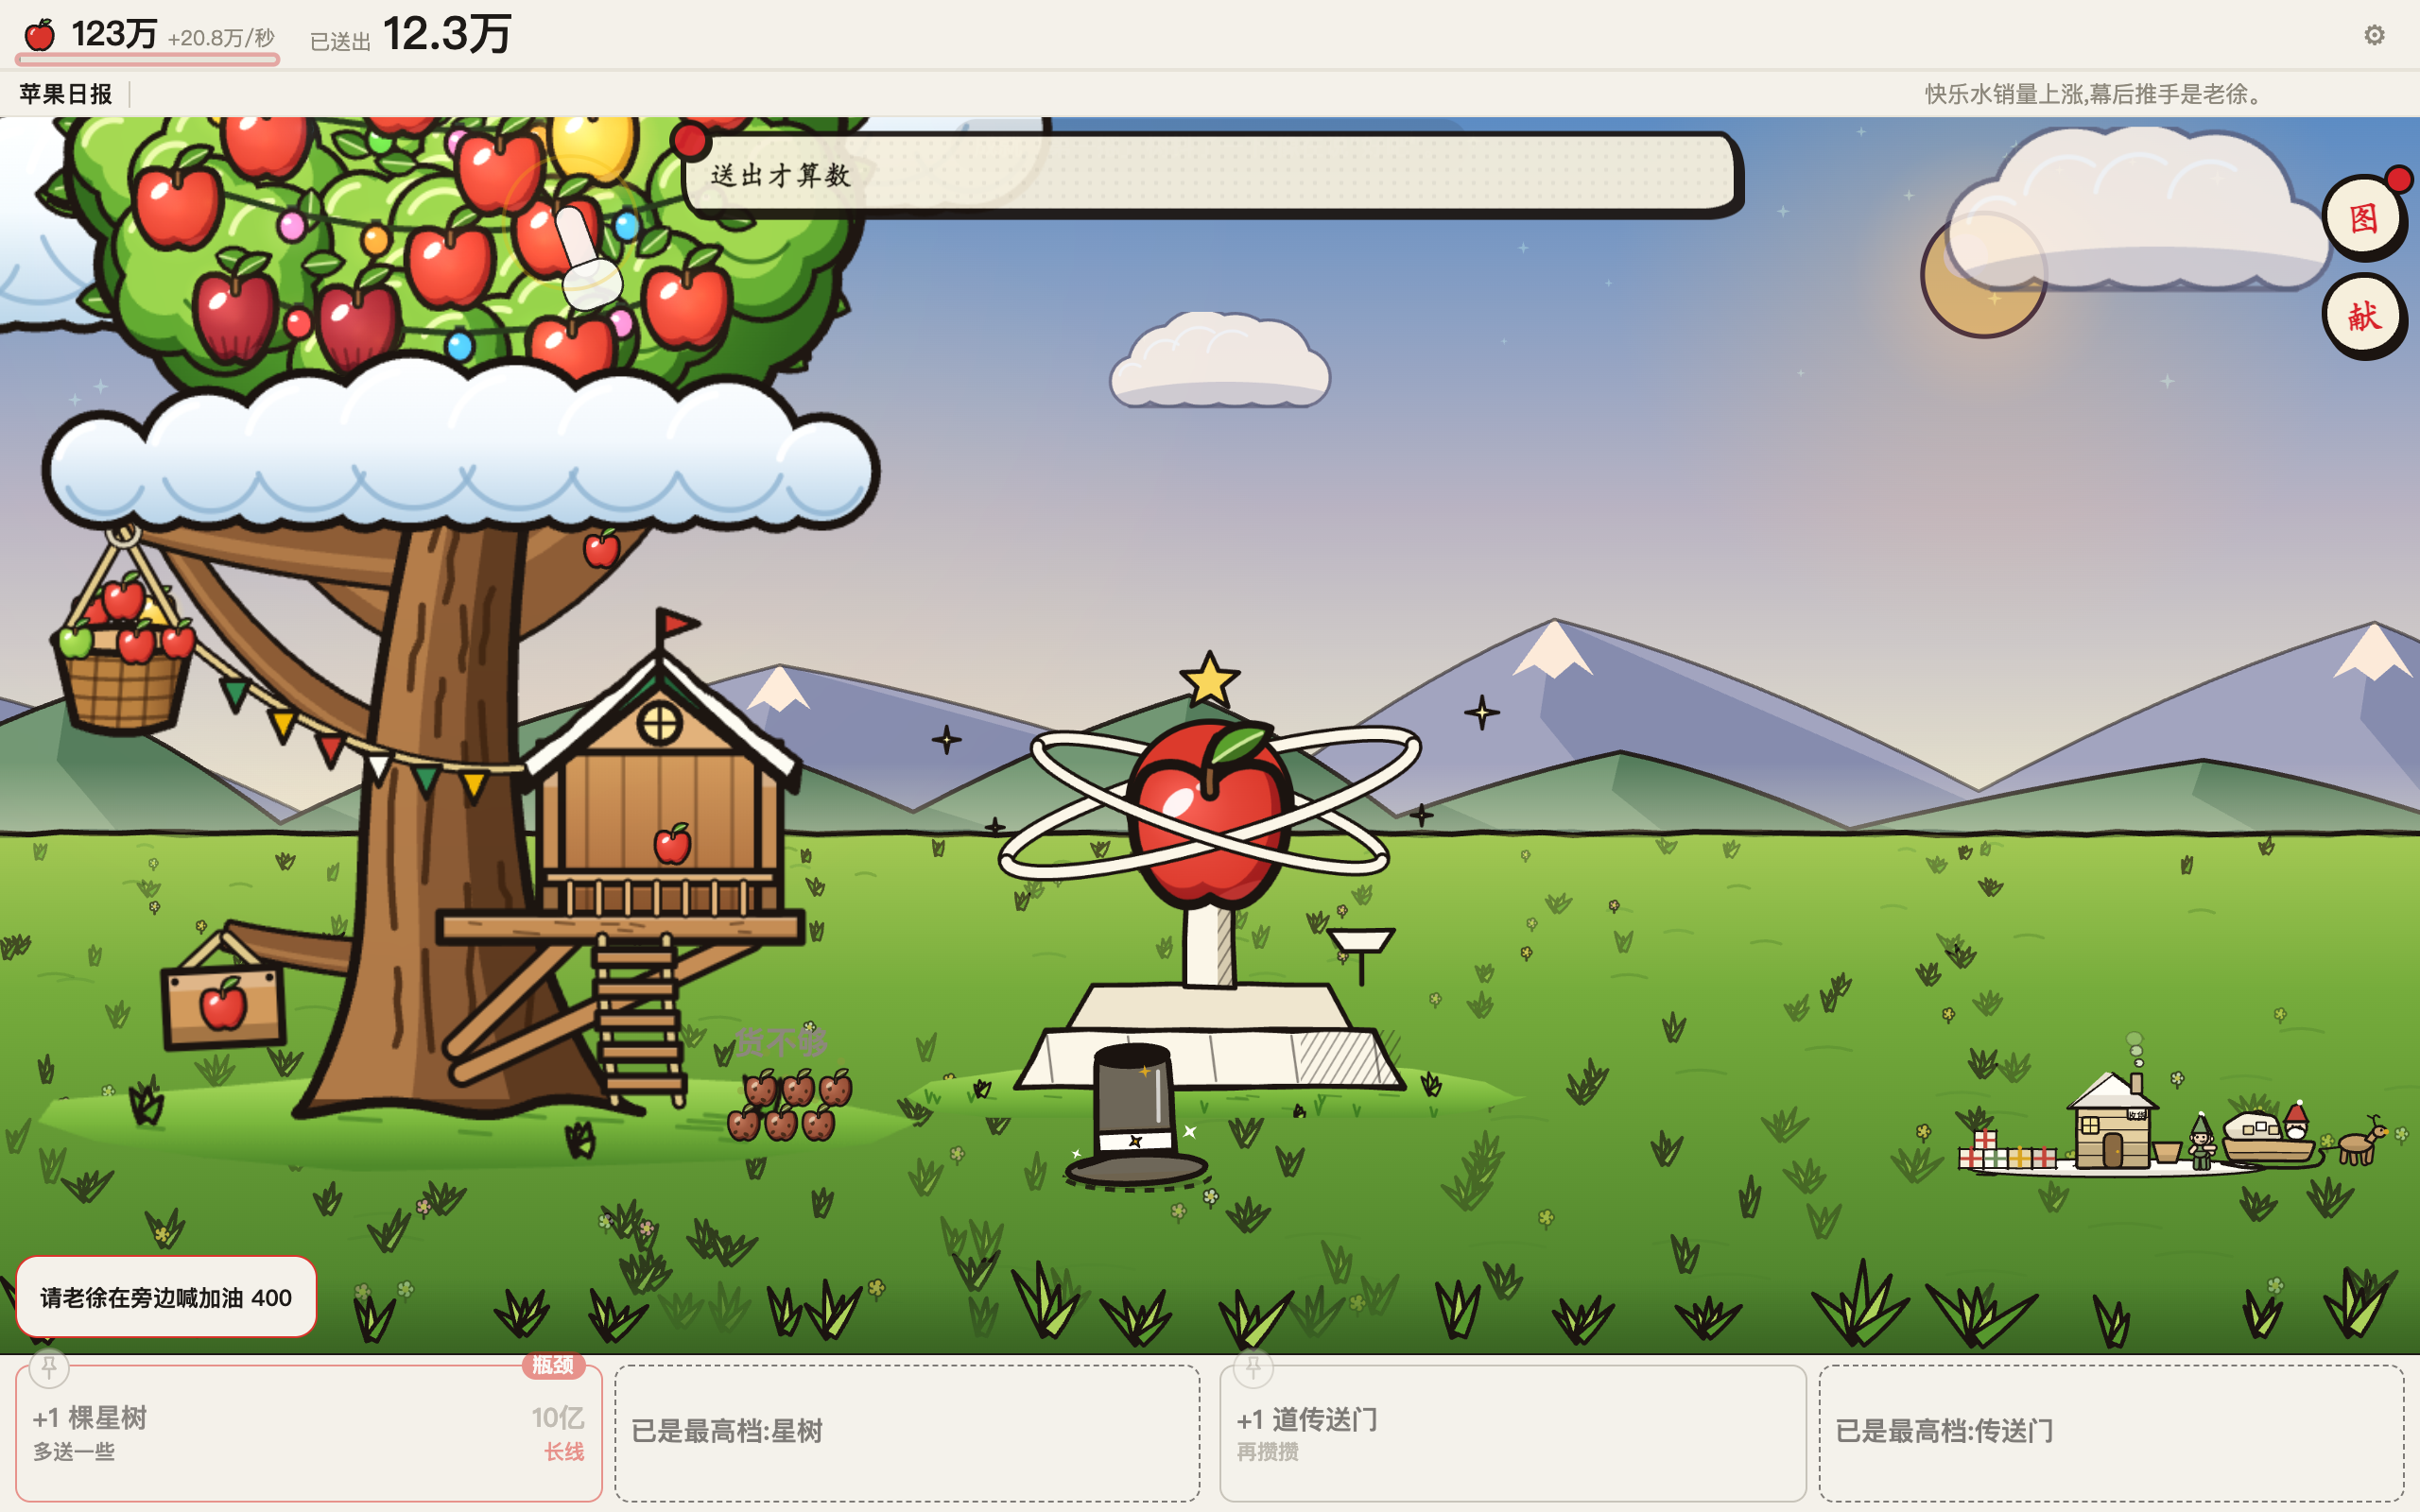 123万 +20.8万/秒 已送出 12.3万
苹果日报 快乐水销量上涨,幕后推手是老徐。
送出才算数
图
献
货不够
收货
请老徐在旁边喊加油 400
瓶颈
+1 棵星树 10亿
多送一些 长线
已是最高档:星树
+1 道传送门
再攒攒
已是最高档:传送门